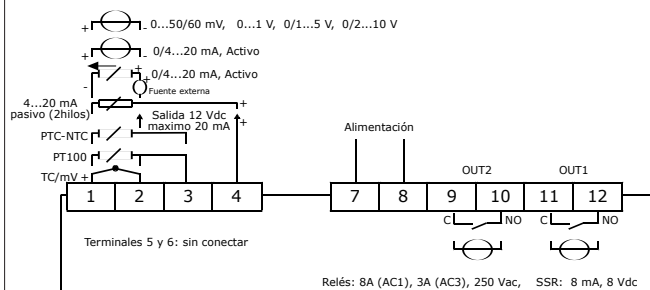 + - 0...50/60 mV, 0...1 V, 0/1...5 V, 0/2...10 V
+ - 0/4...20 mA, Activo
+
- + 0/4...20 mA, Activo
Fuente externa
4...20 mA
pasivo (2hilos)
+
Salida 12 Vdc
maximo 20 mA
+
PTC-NTC
PT100
TC/mV +
Alimentación
OUT2 OUT1
1 2 3 4 7 8 9 10 11 12
C NO C NO
Terminales 5 y 6: sin conectar
Relés: 8A (AC1), 3A (AC3), 250 Vac, SSR: 8 mA, 8 Vdc